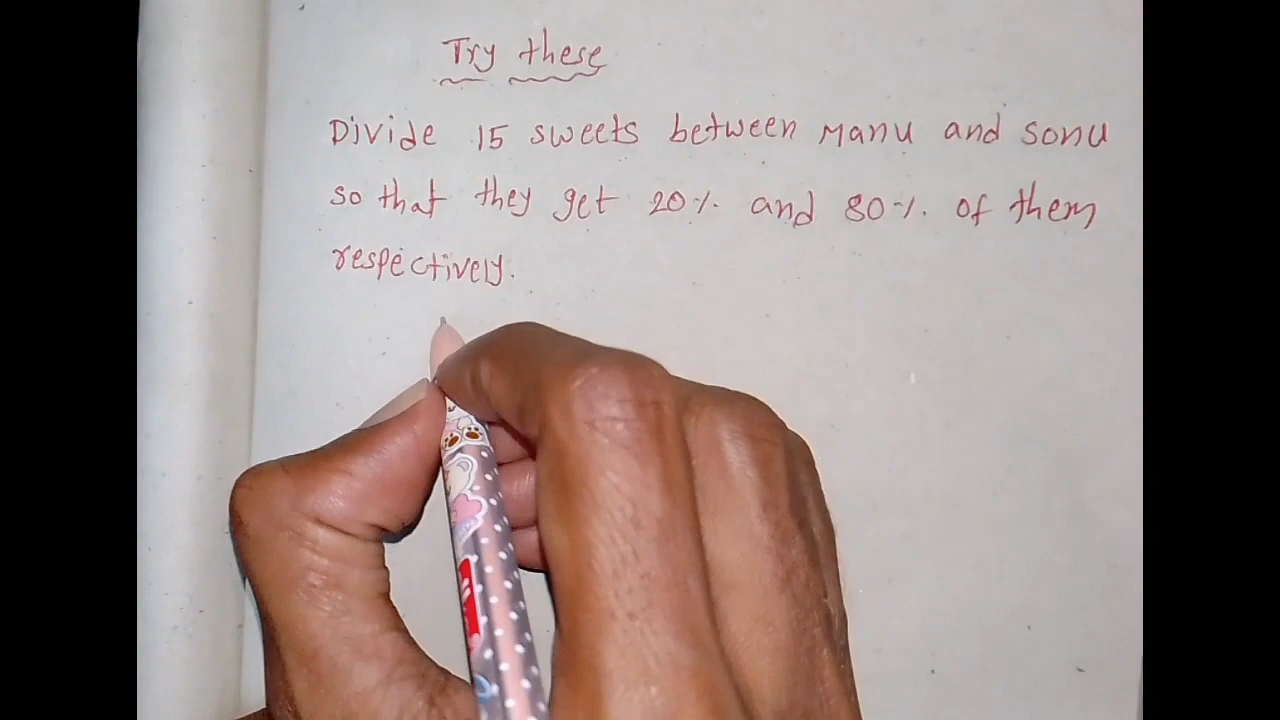 Try these
Divide 15 sweets between Manu and sonu
so that they get 20% and 80% of them
respectively.